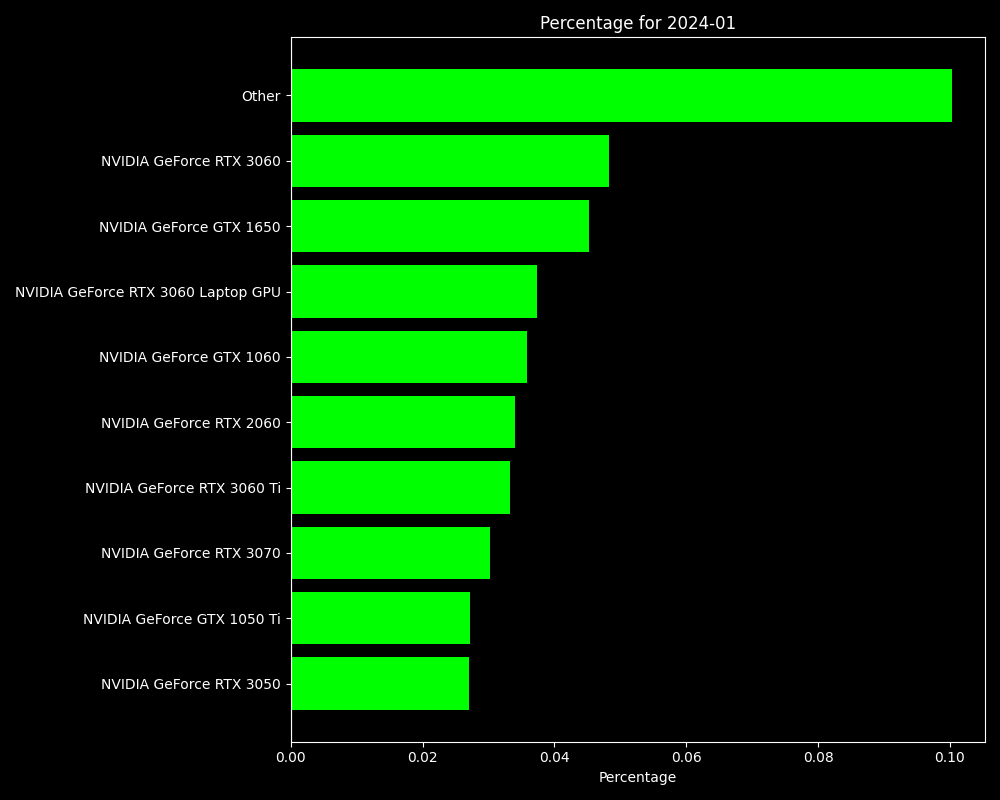 Percentage for 2024-01
Other
NVIDIA GeForce RTX 3060
NVIDIA GeForce GTX 1650
NVIDIA GeForce RTX 3060 Laptop GPU
NVIDIA GeForce GTX 1060
NVIDIA GeForce RTX 2060
NVIDIA GeForce RTX 3060 Ti
NVIDIA GeForce RTX 3070
NVIDIA GeForce GTX 1050 Ti
NVIDIA GeForce RTX 3050
0.00 0.02 0.04 0.06 0.08 0.10
Percentage